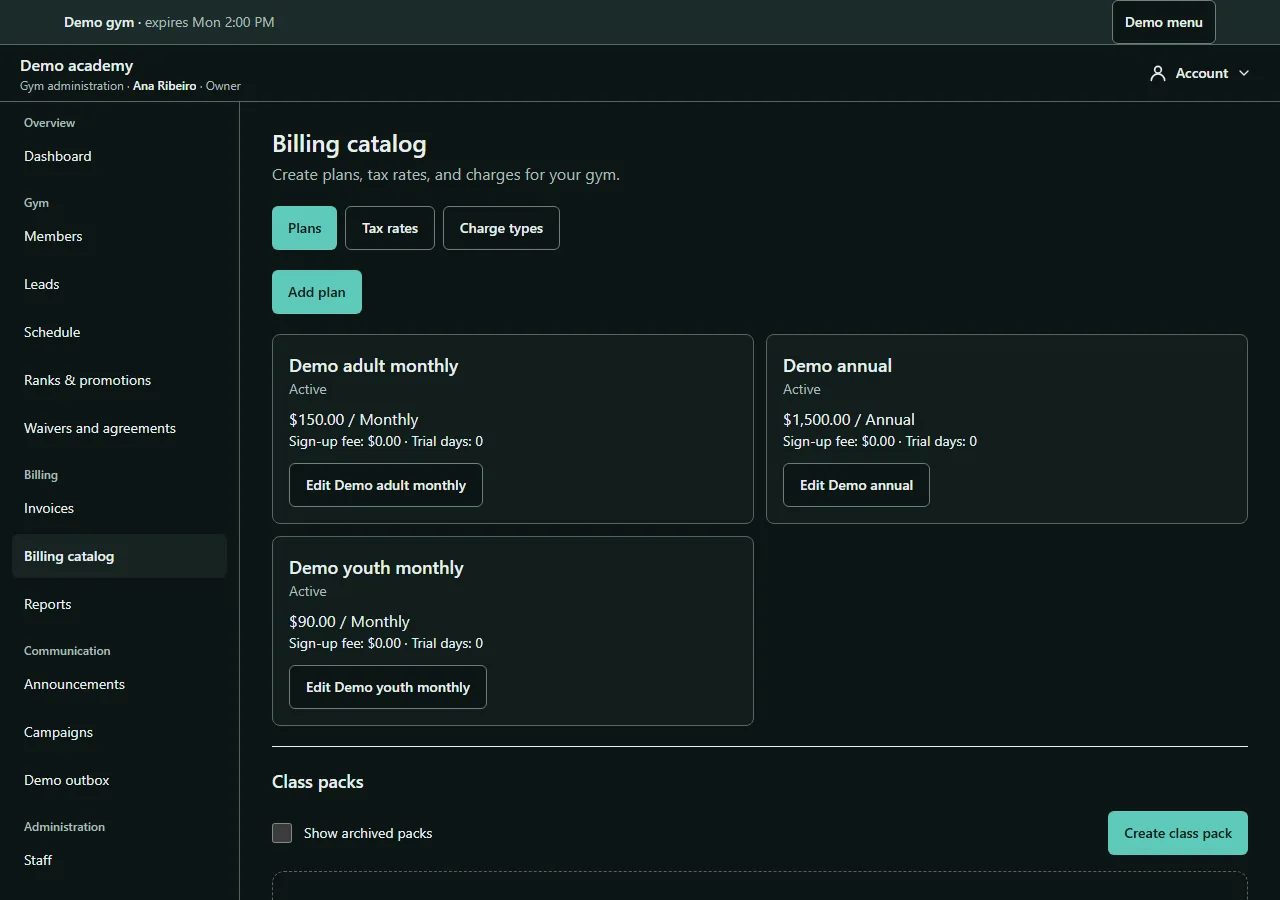 Demo gym · expires Mon 2:00 PM
Demo menu
Demo academy
Gym administration · Ana Ribeiro · Owner
Account
Overview
Dashboard
Gym
Members
Leads
Schedule
Ranks & promotions
Waivers and agreements
Billing
Invoices
Billing catalog
Reports
Communication
Announcements
Campaigns
Demo outbox
Administration
Staff
Billing catalog
Create plans, tax rates, and charges for your gym.
Plans
Tax rates
Charge types
Add plan
Demo adult monthly
Active
$150.00 / Monthly
Sign-up fee: $0.00 · Trial days: 0
Edit Demo adult monthly
Demo annual
Active
$1,500.00 / Annual
Sign-up fee: $0.00 · Trial days: 0
Edit Demo annual
Demo youth monthly
Active
$90.00 / Monthly
Sign-up fee: $0.00 · Trial days: 0
Edit Demo youth monthly
Class packs
Show archived packs
Create class pack